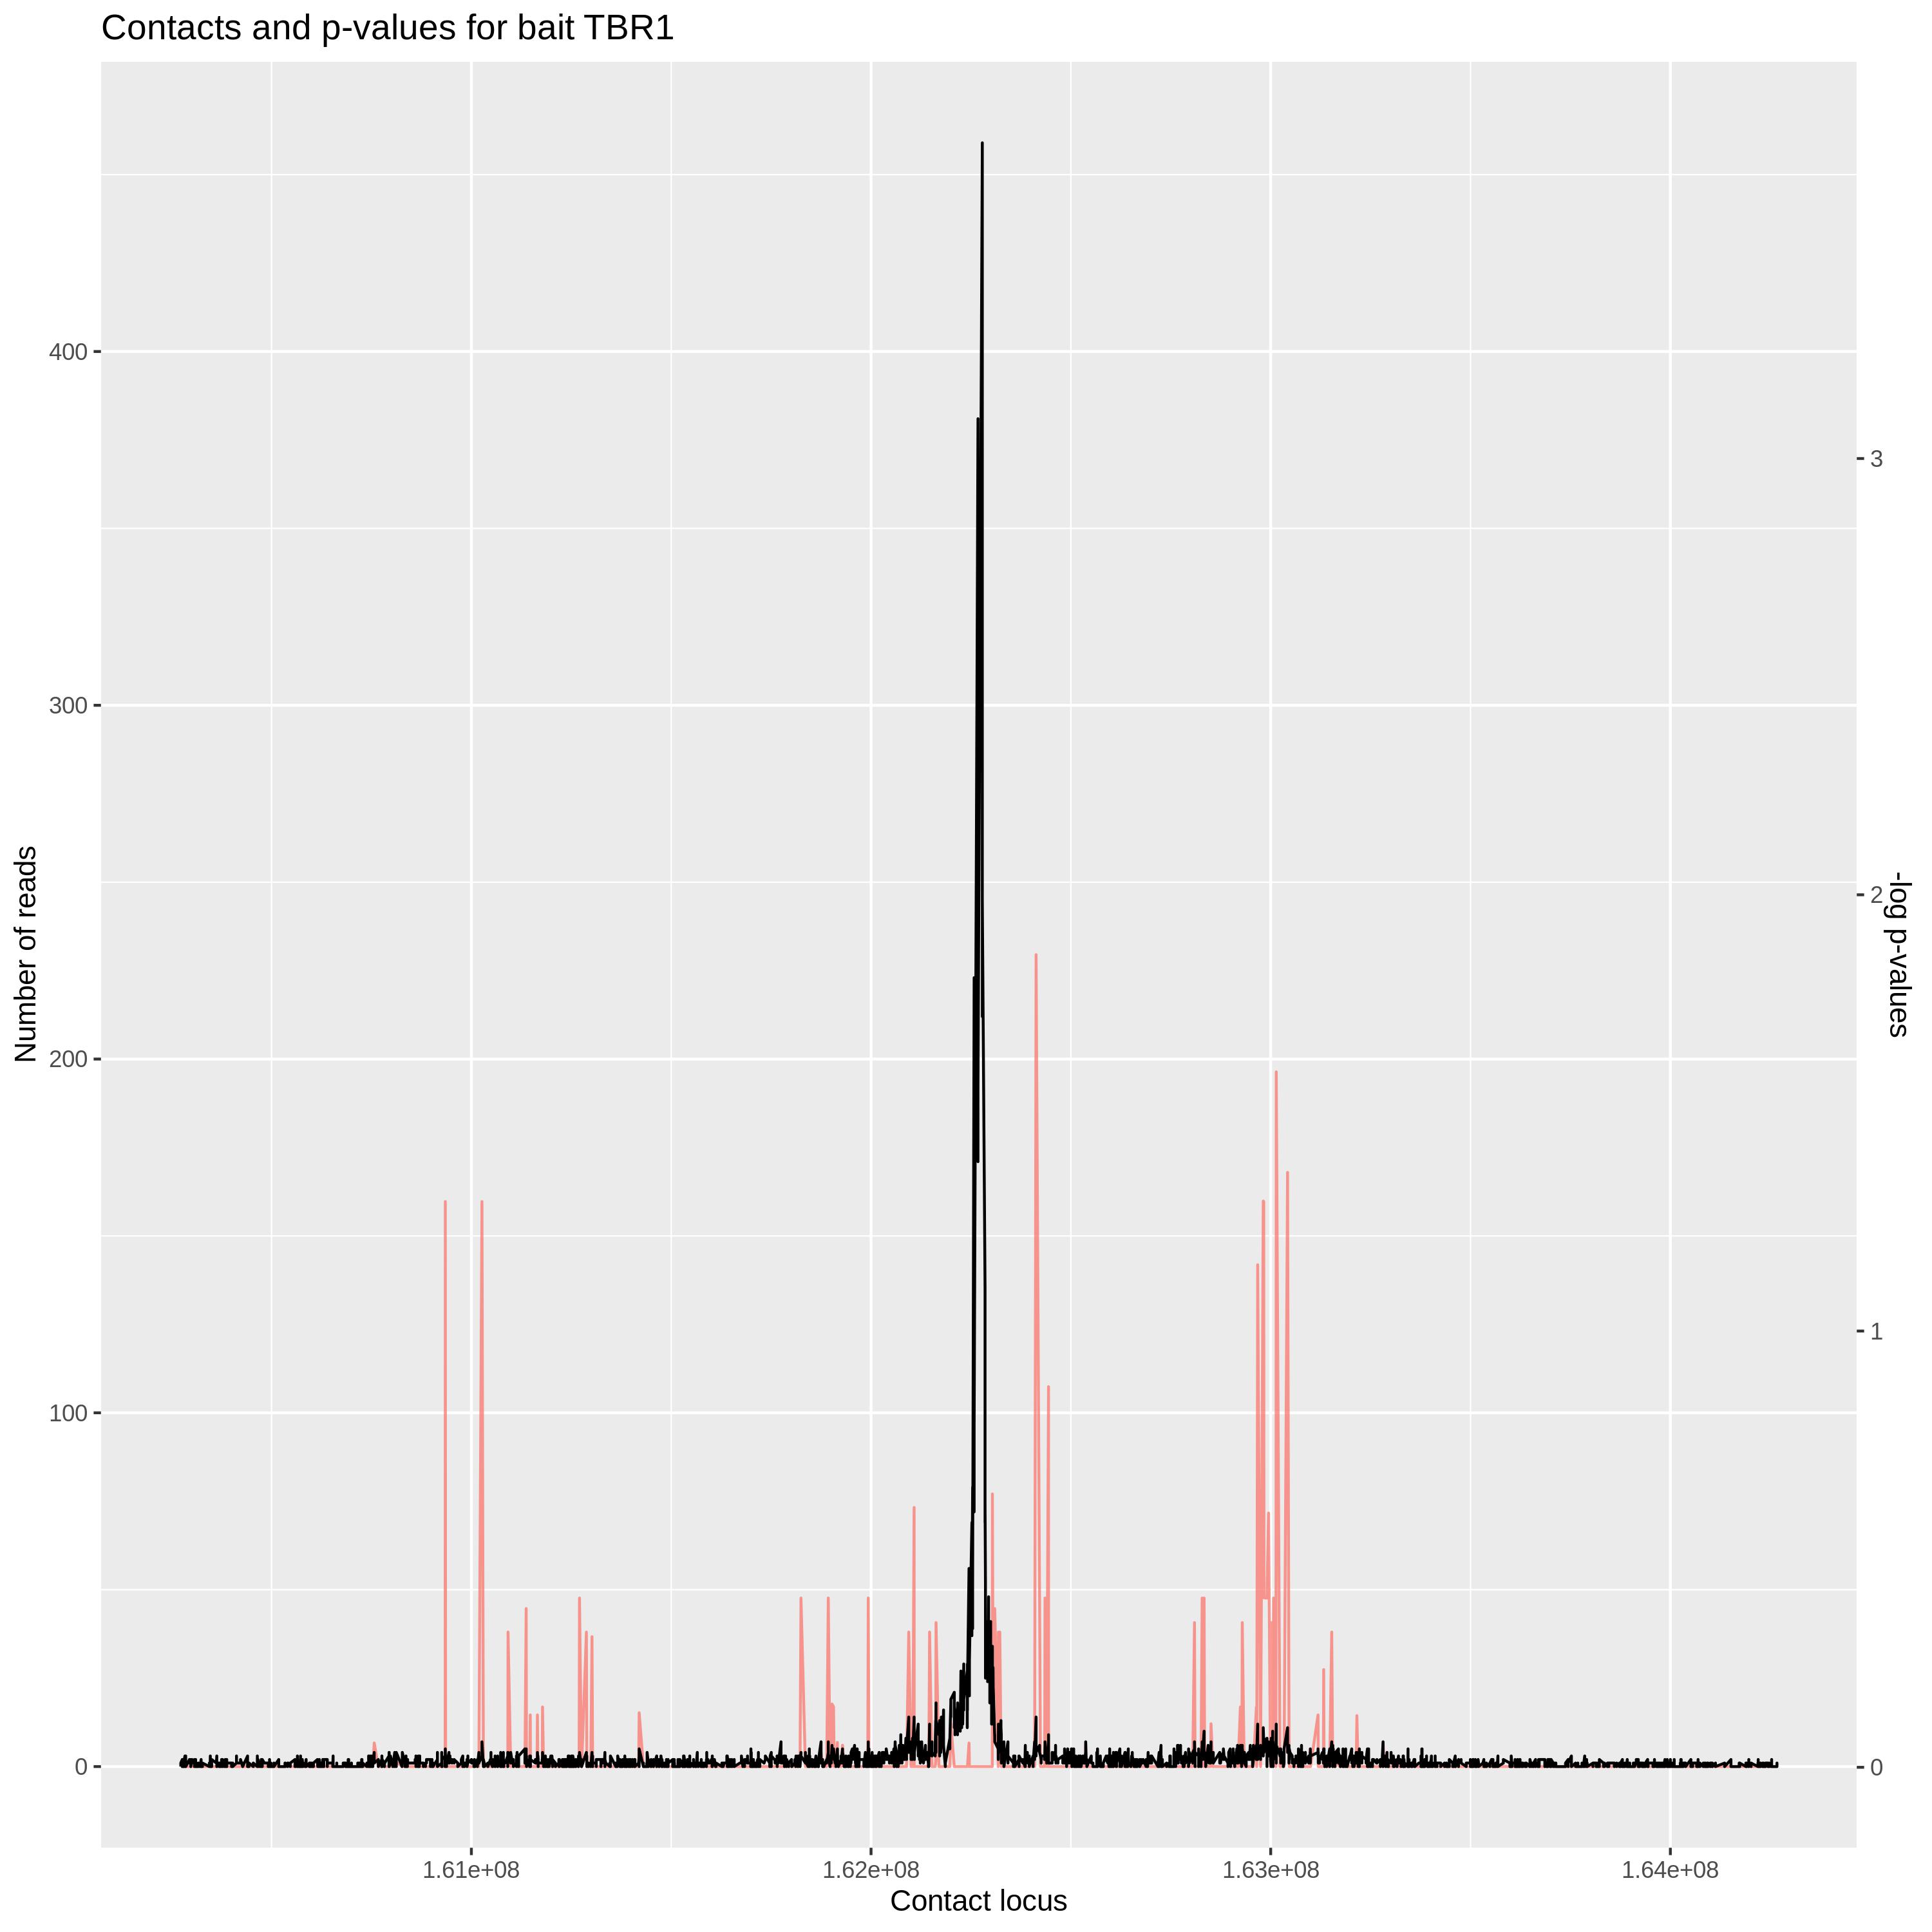 Contacts and p-values for bait TBR1
400
300
200
100
0
Number of reads
3
2
1
0
-log p-values
1.61e+08
1.62e+08
1.63e+08
1.64e+08
Contact locus